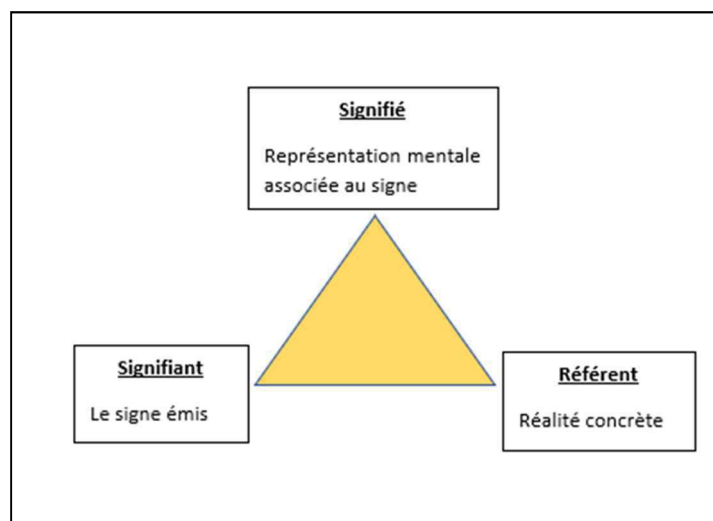 Signifié
Représentation mentale
associée au signe
Signifiant
Le signe émis
Référent
Réalité concrète